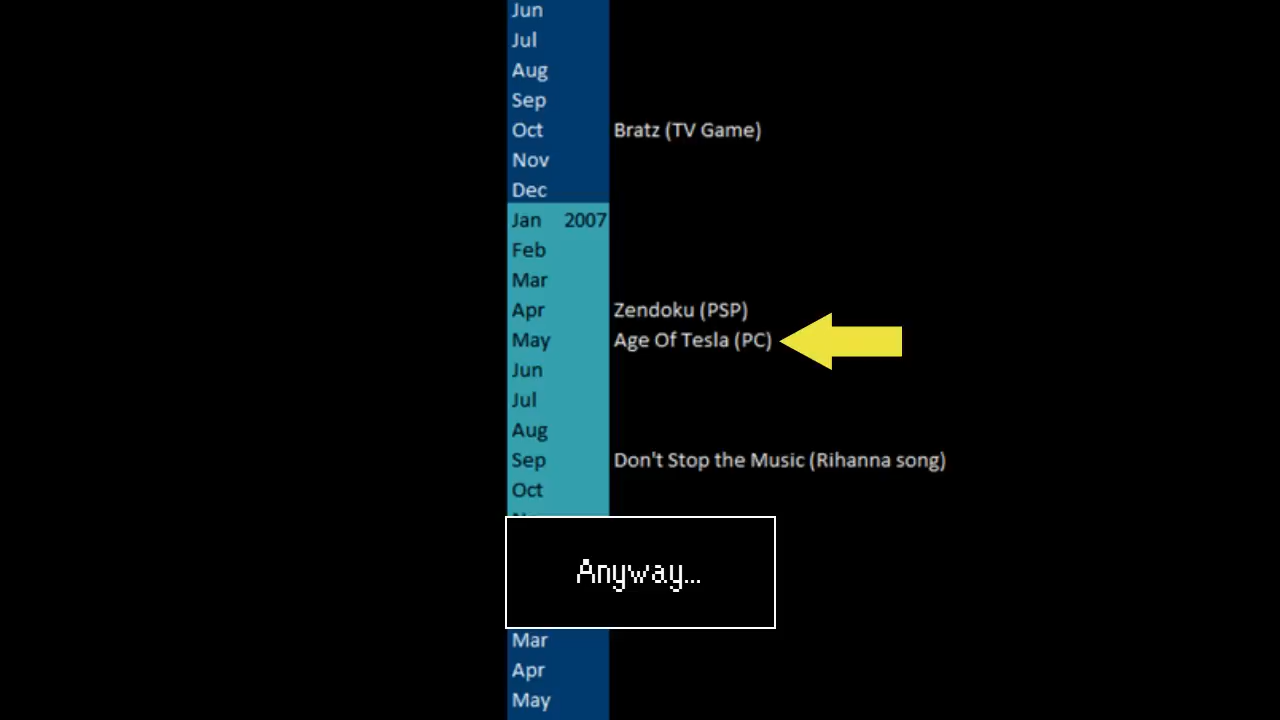 Jun
Jul
Aug
Sep
Oct Bratz (TV Game)
Nov
Dec
Jan 2007
Feb
Mar
Apr Zendoku (PSP)
May Age Of Tesla (PC)
Jun
Jul
Aug
Sep Don't Stop the Music (Rihanna song)
Oct
Anyway...
Mar
Apr
May